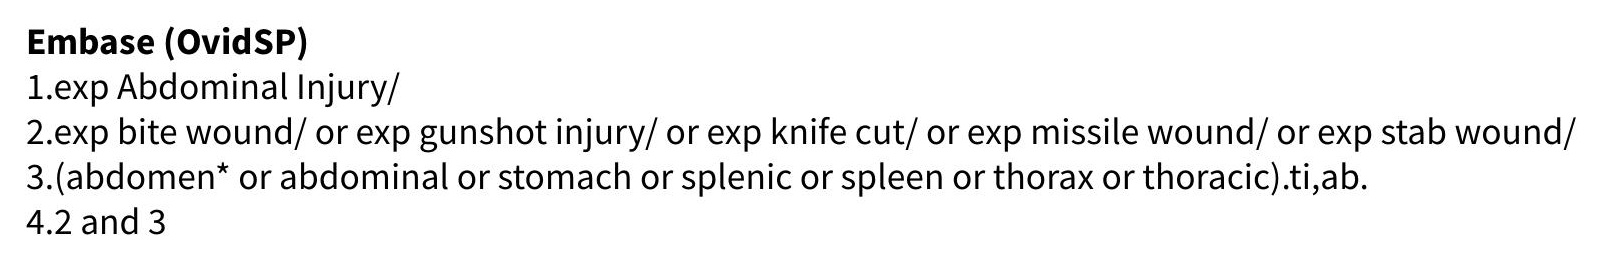 Embase (OvidSP)
1.exp Abdominal Injury/
2.exp bite wound/ or exp gunshot injury/ or exp knife cut/ or exp missile wound/ or exp stab wound/
3.(abdomen* or abdominal or stomach or splenic or spleen or thorax or thoracic).ti,ab.
4.2 and 3